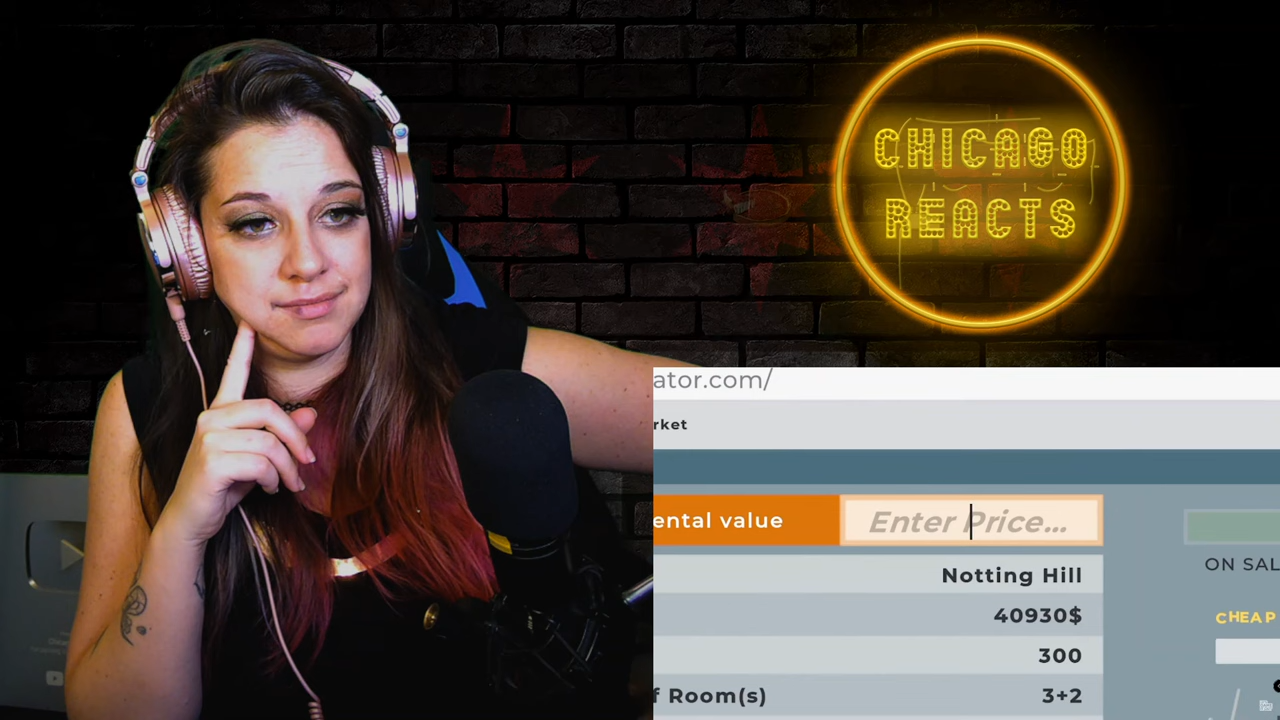 CHICAGO
REACTS
ator.com/
rket
ental value
Enter Price...
Notting Hill
40930$
300
f Room(s)
3+2
ON SAL
CHEAP